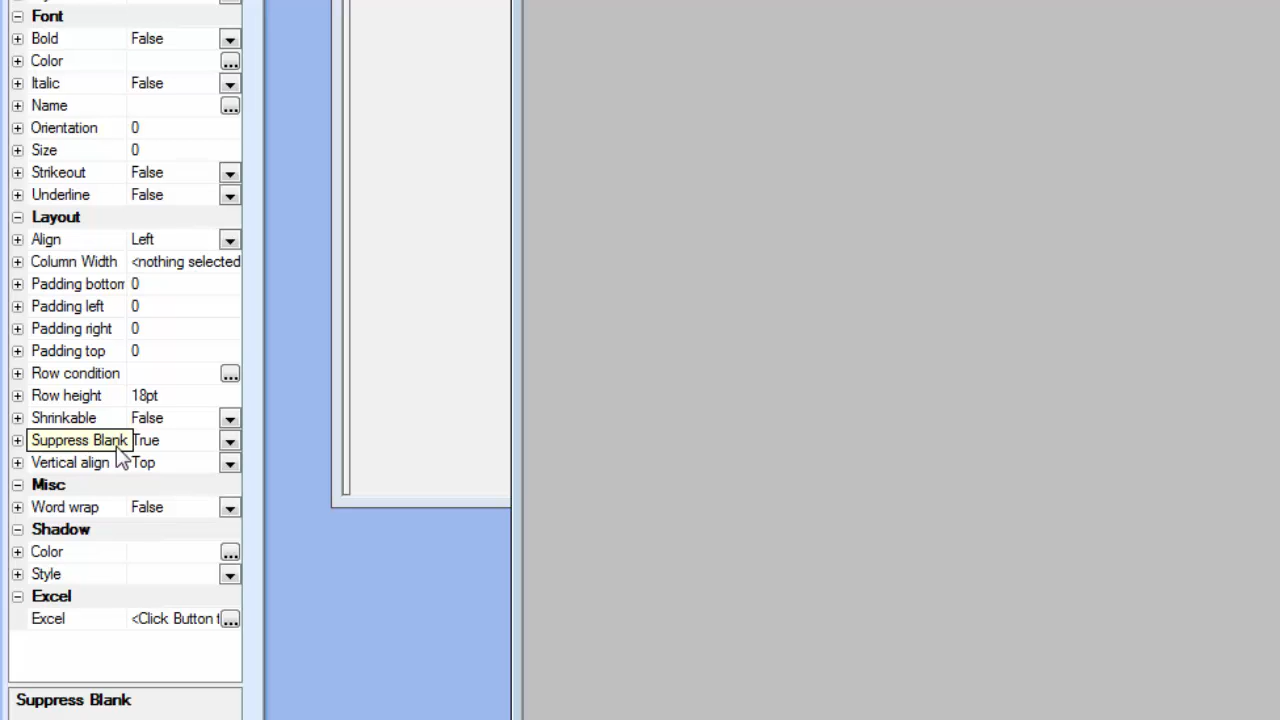 Font
Bold False
Color ...
Italic False
Name ...
Orientation 0
Size 0
Strikeout False
Underline False
Layout
Align Left
Column Width <nothing selected
Padding bottom 0
Padding left 0
Padding right 0
Padding top 0
Row condition ...
Row height 18pt
Shrinkable False
Suppress Blank True
Vertical align Top
Misc
Word wrap False
Shadow
Color ...
Style
Excel
Excel <Click Button t ...
Suppress Blank